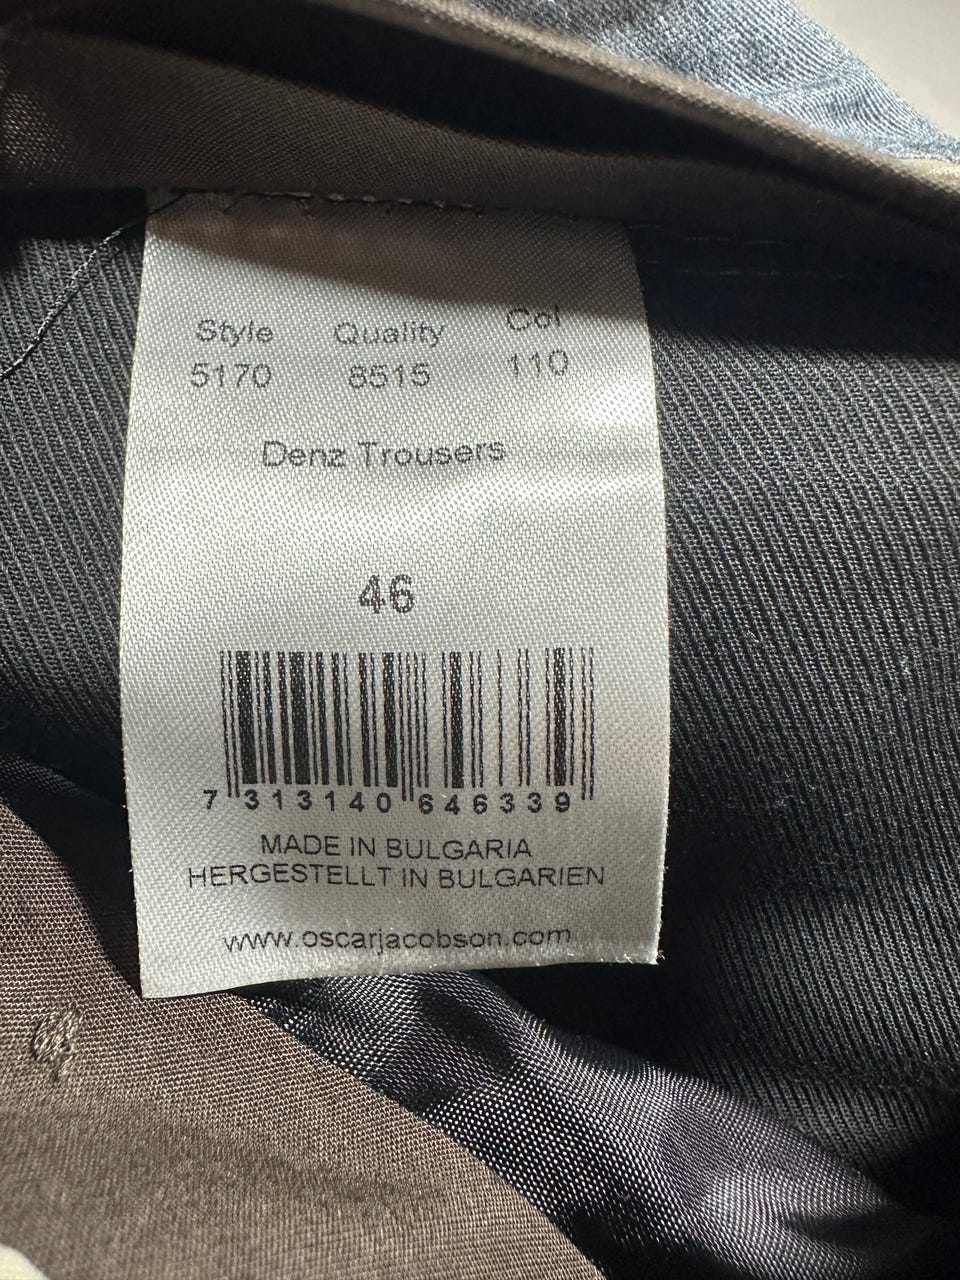 Style Quality Col
5170 8515 110
Denz Trousers
46
7 313140 646339
MADE IN BULGARIA
HERGESTELLT IN BULGARIEN
www.oscarjacobson.com